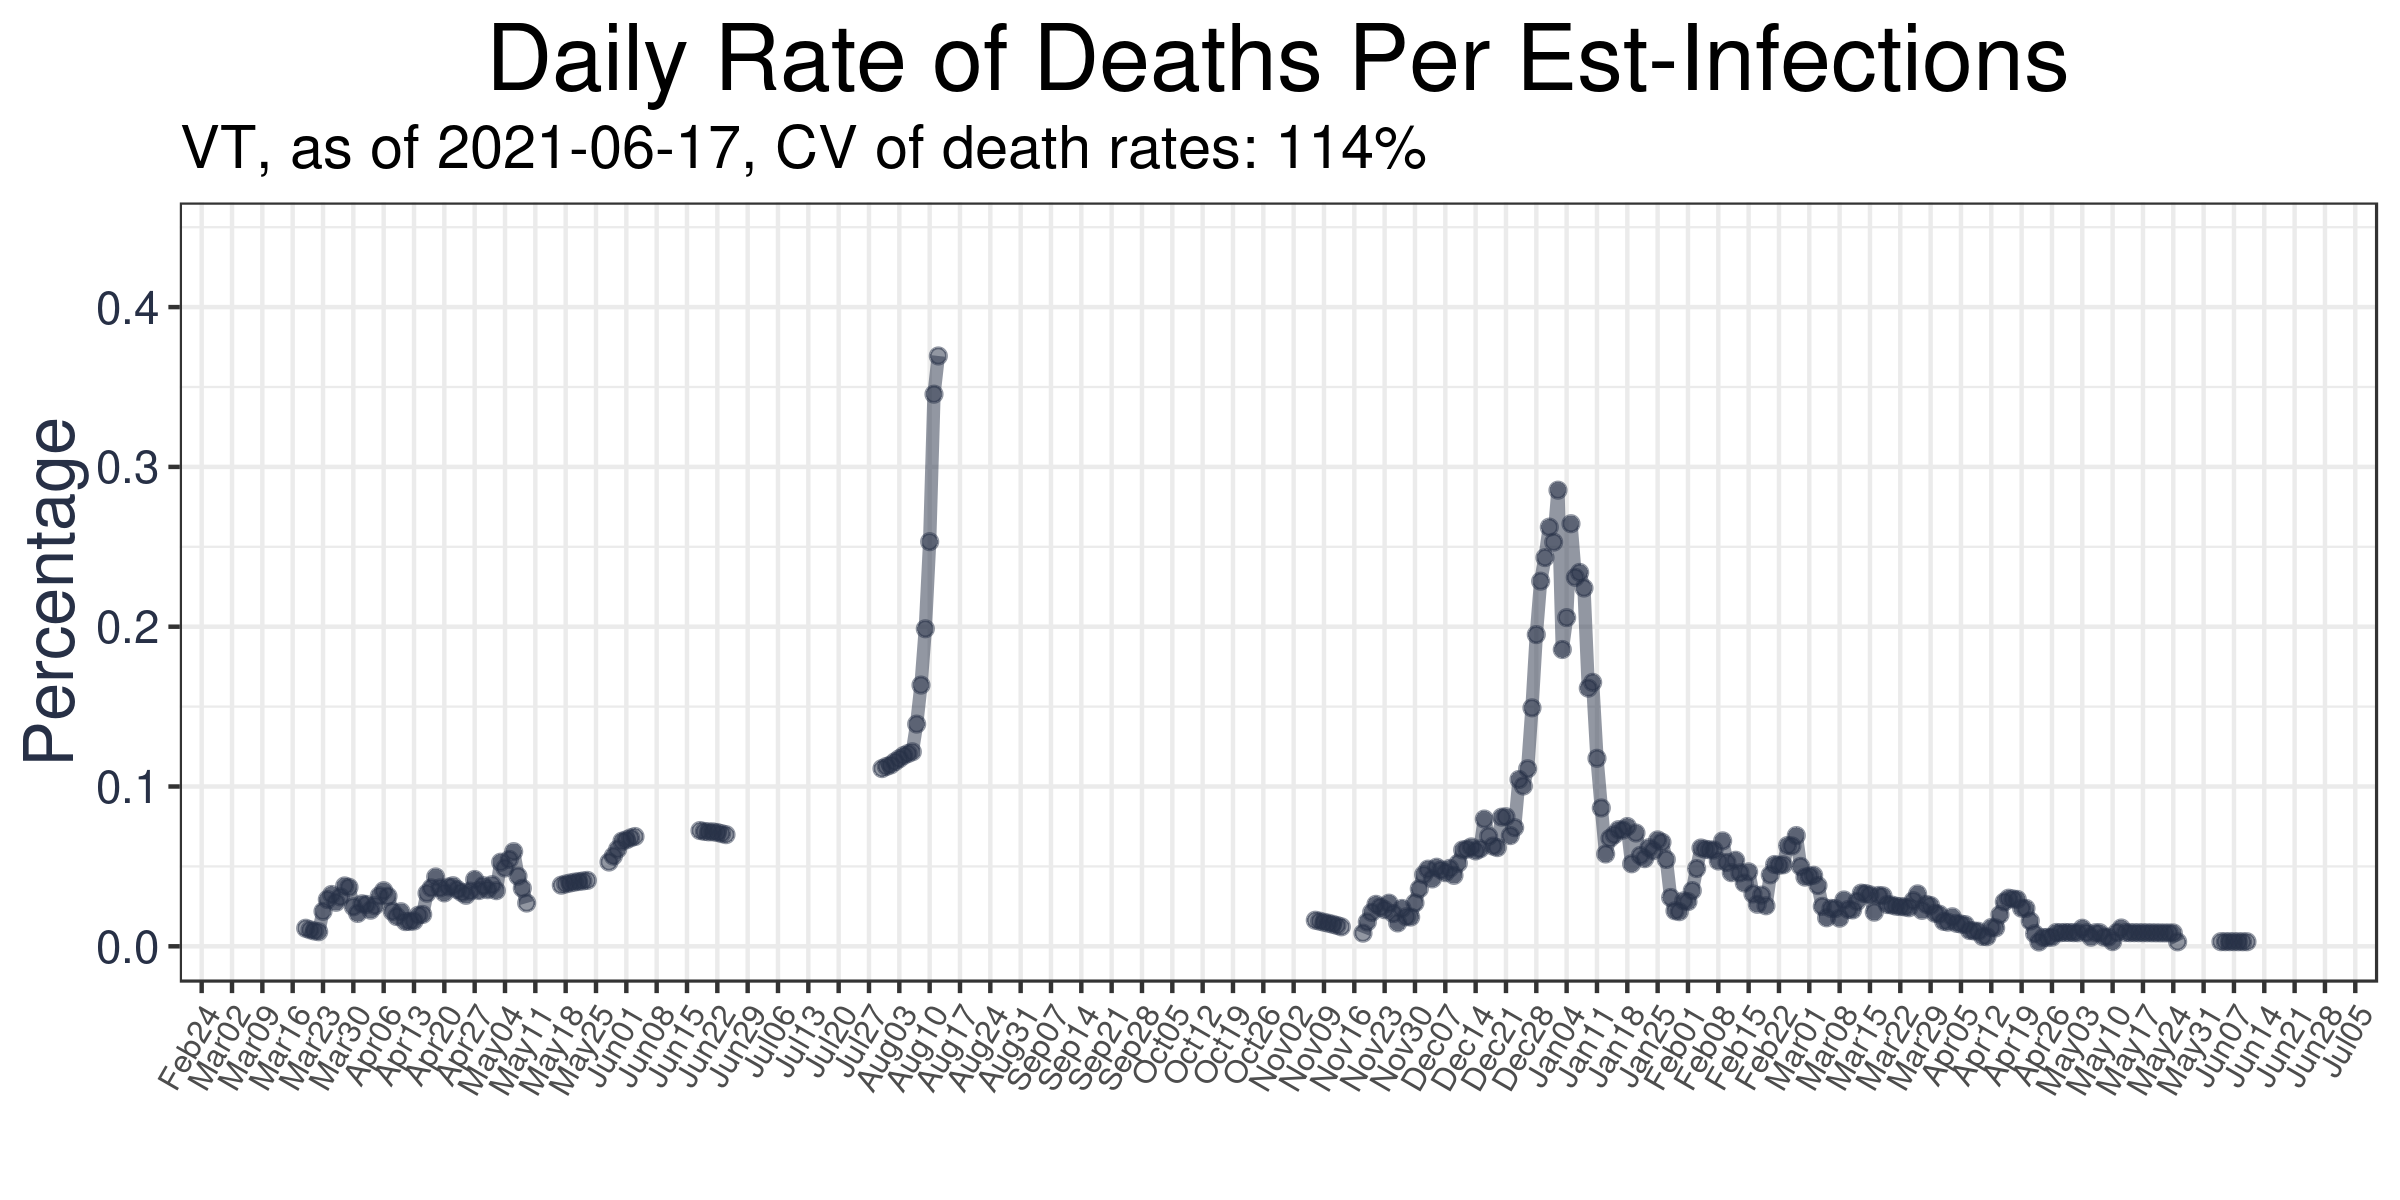 Daily Rate of Deaths Per Est-Infections
VT, as of 2021-06-17, CV of death rates: 114%
Percentage
0.4
0.3
0.2
0.1
0.0
Feb24
Mar02
Mar09
Mar16
Mar23
Mar30
Apr06
Apr13
Apr20
Apr27
May04
May11
May18
May25
Jun01
Jun08
Jun15
Jun22
Jun29
Jul06
Jul13
Jul20
Jul27
Aug03
Aug10
Aug17
Aug24
Aug31
Sep07
Sep14
Sep21
Sep28
Oct05
Oct12
Oct19
Oct26
Nov02
Nov09
Nov16
Nov23
Nov30
Dec07
Dec14
Dec21
Dec28
Jan04
Jan11
Jan18
Jan25
Feb01
Feb08
Feb15
Feb22
Mar01
Mar08
Mar15
Mar22
Mar29
Apr05
Apr12
Apr19
Apr26
May03
May10
May17
May24
May31
Jun07
Jun14
Jun21
Jun28
Jul05